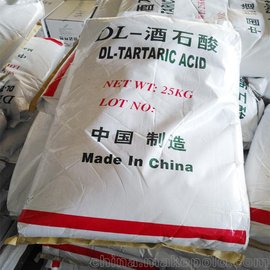 DL-酒石酸
DL-TARTARIC ACID
NET WT: 25KG
LOT NO:
中国 制造
Made In China
china.makepolo.com